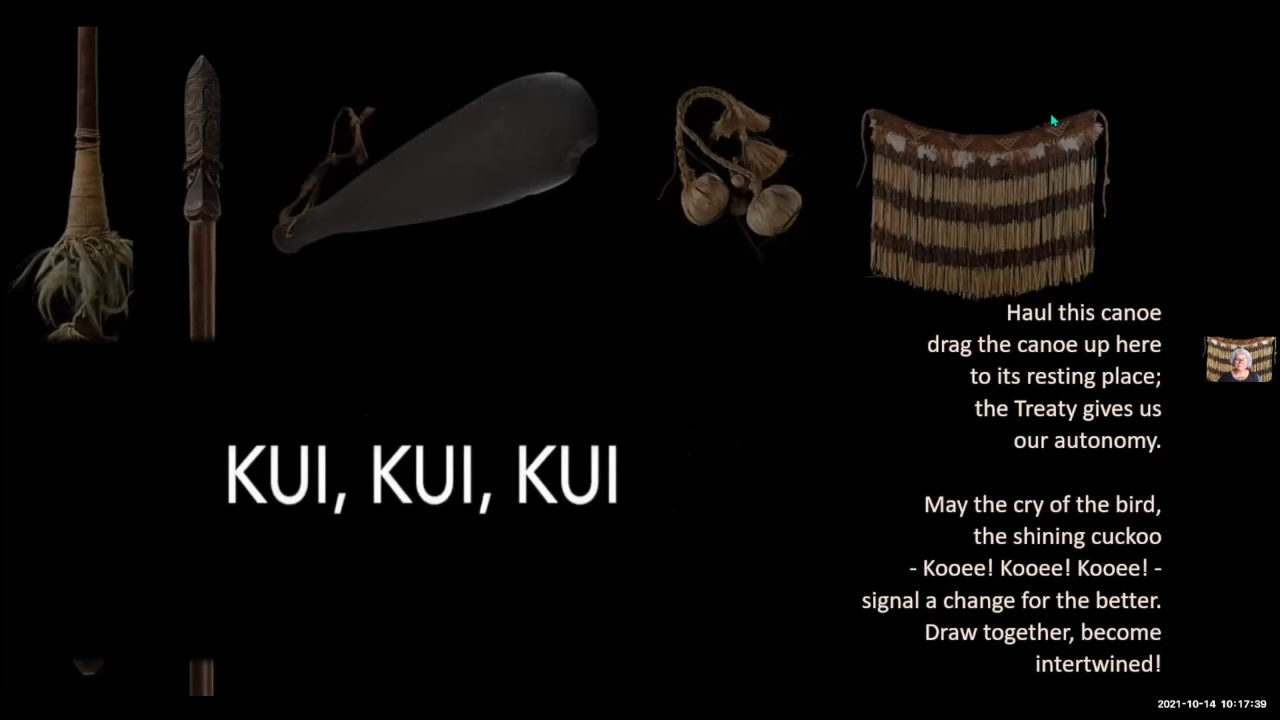 Haul this canoe
drag the canoe up here
to its resting place;
the Treaty gives us
our autonomy.
KUI, KUI, KUI
May the cry of the bird,
the shining cuckoo
- Kooee! Kooee! Kooee! -
signal a change for the better.
Draw together, become
intertwined!
2021-10-14 10:17:39